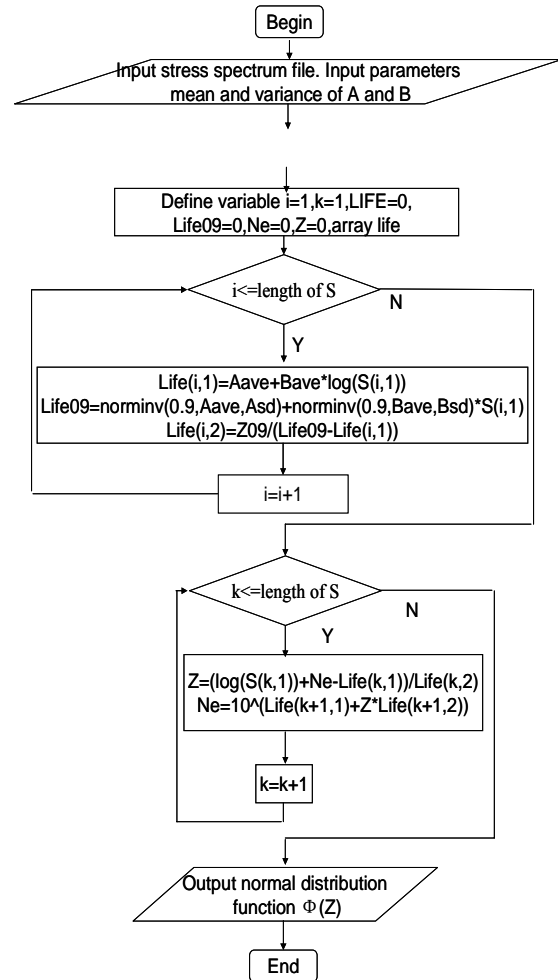 Begin
Input stress spectrum file. Input parameters
mean and variance of A and B
Define variable i=1,k=1,LIFE=0,
Life09=0,Ne=0,Z=0,array life
i<=length of S
N
Y
Life(i,1)=Aave+Bave*log(S(i,1))
Life09=norminv(0.9,Aave,Asd)+norminv(0.9,Bave,Bsd)*S(i,1)
Life(i,2)=Z09/(Life09-Life(i,1))
i=i+1
k<=length of S
N
Y
Z=(log(S(k,1))+Ne-Life(k,1))/Life(k,2)
Ne=10^(Life(k+1,1)+Z*Life(k+1,2))
k=k+1
Output normal distribution
function Φ(Z)
End